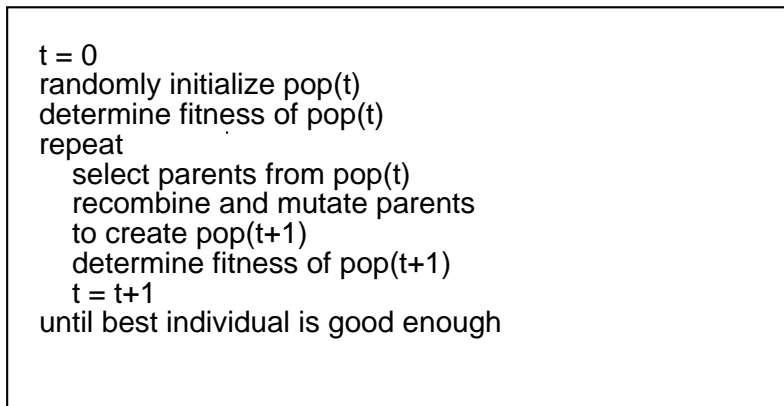 t = 0
randomly initialize pop(t)
determine fitness of pop(t)
repeat
select parents from pop(t)
recombine and mutate parents
to create pop(t+1)
determine fitness of pop(t+1)
t = t+1
until best individual is good enough